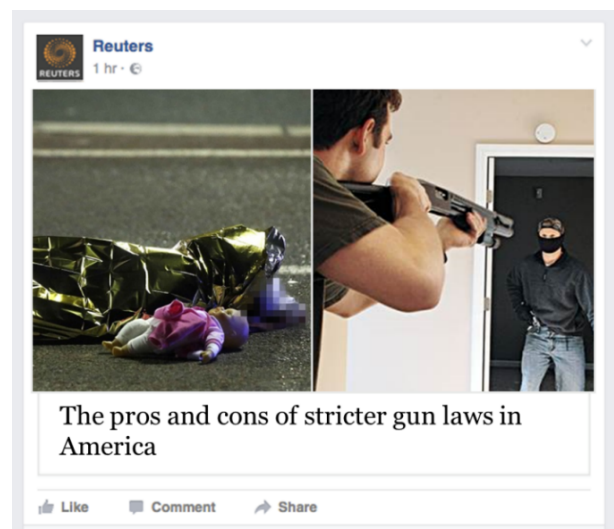 Reuters
REUTERS
1 hr ·
The pros and cons of stricter gun laws in
America
Like
Comment
Share